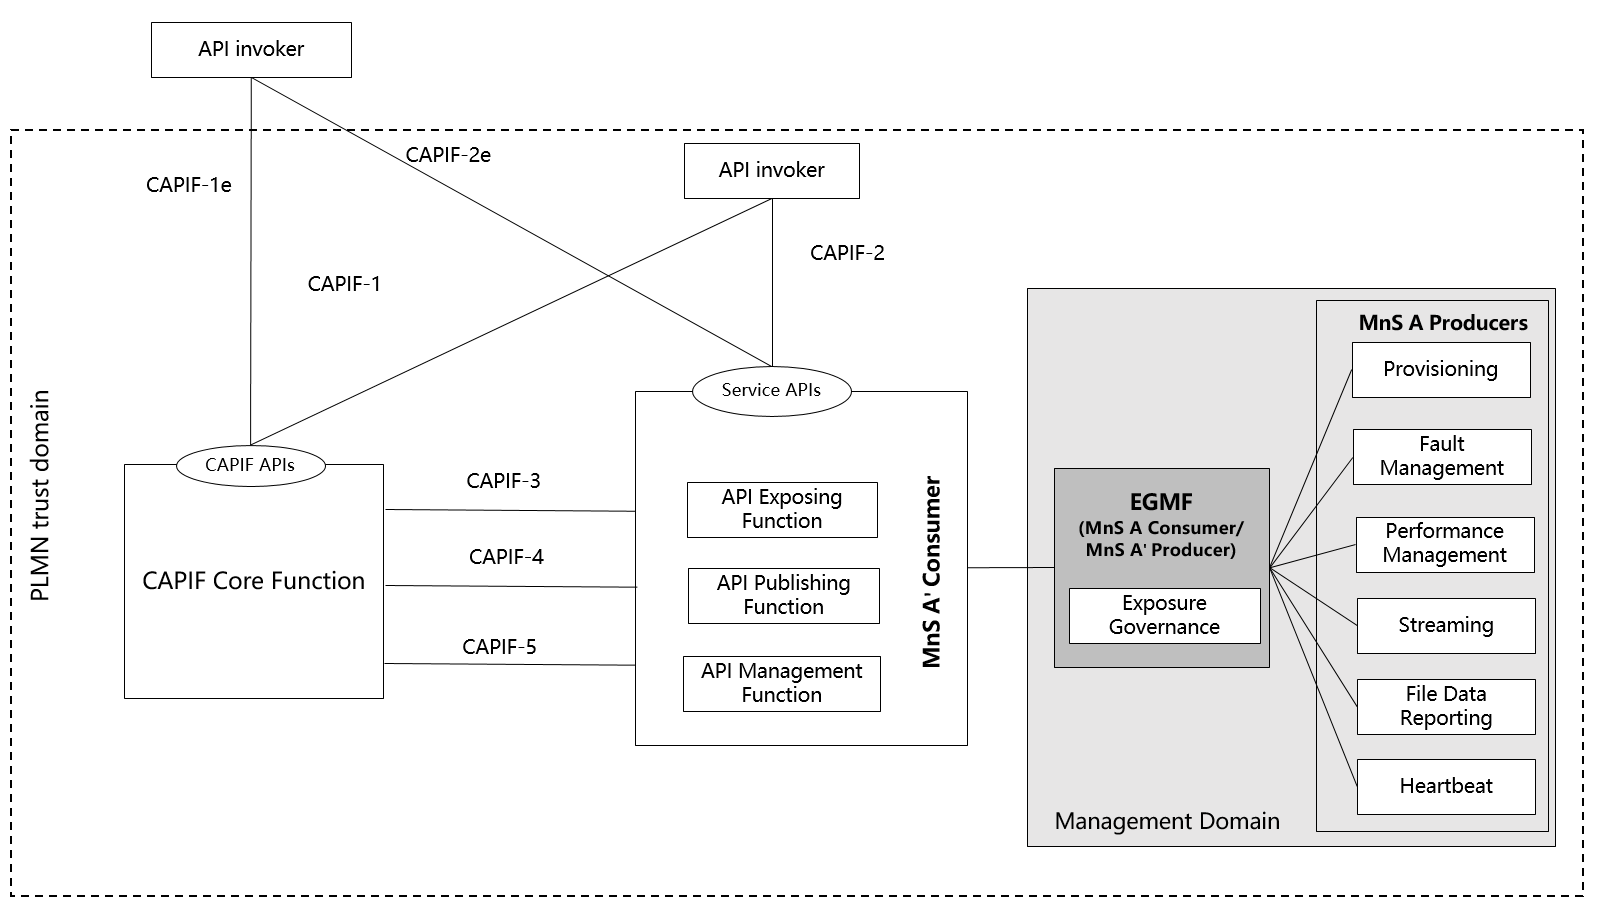 API invoker
CAPIF-2e
API invoker
CAPIF-1e
CAPIF-2
CAPIF-1
PLMN trust domain
CAPIF APIs
CAPIF Core Function
CAPIF-3
CAPIF-4
CAPIF-5
Service APIs
API Exposing
Function
API Publishing
Function
API Management
Function
MnS A' Consumer
EGMF
(MnS A Consumer/
MnS A' Producer)
Exposure
Governance
Management Domain
MnS A Producers
Provisioning
Fault
Management
Performance
Management
Streaming
File Data
Reporting
Heartbeat